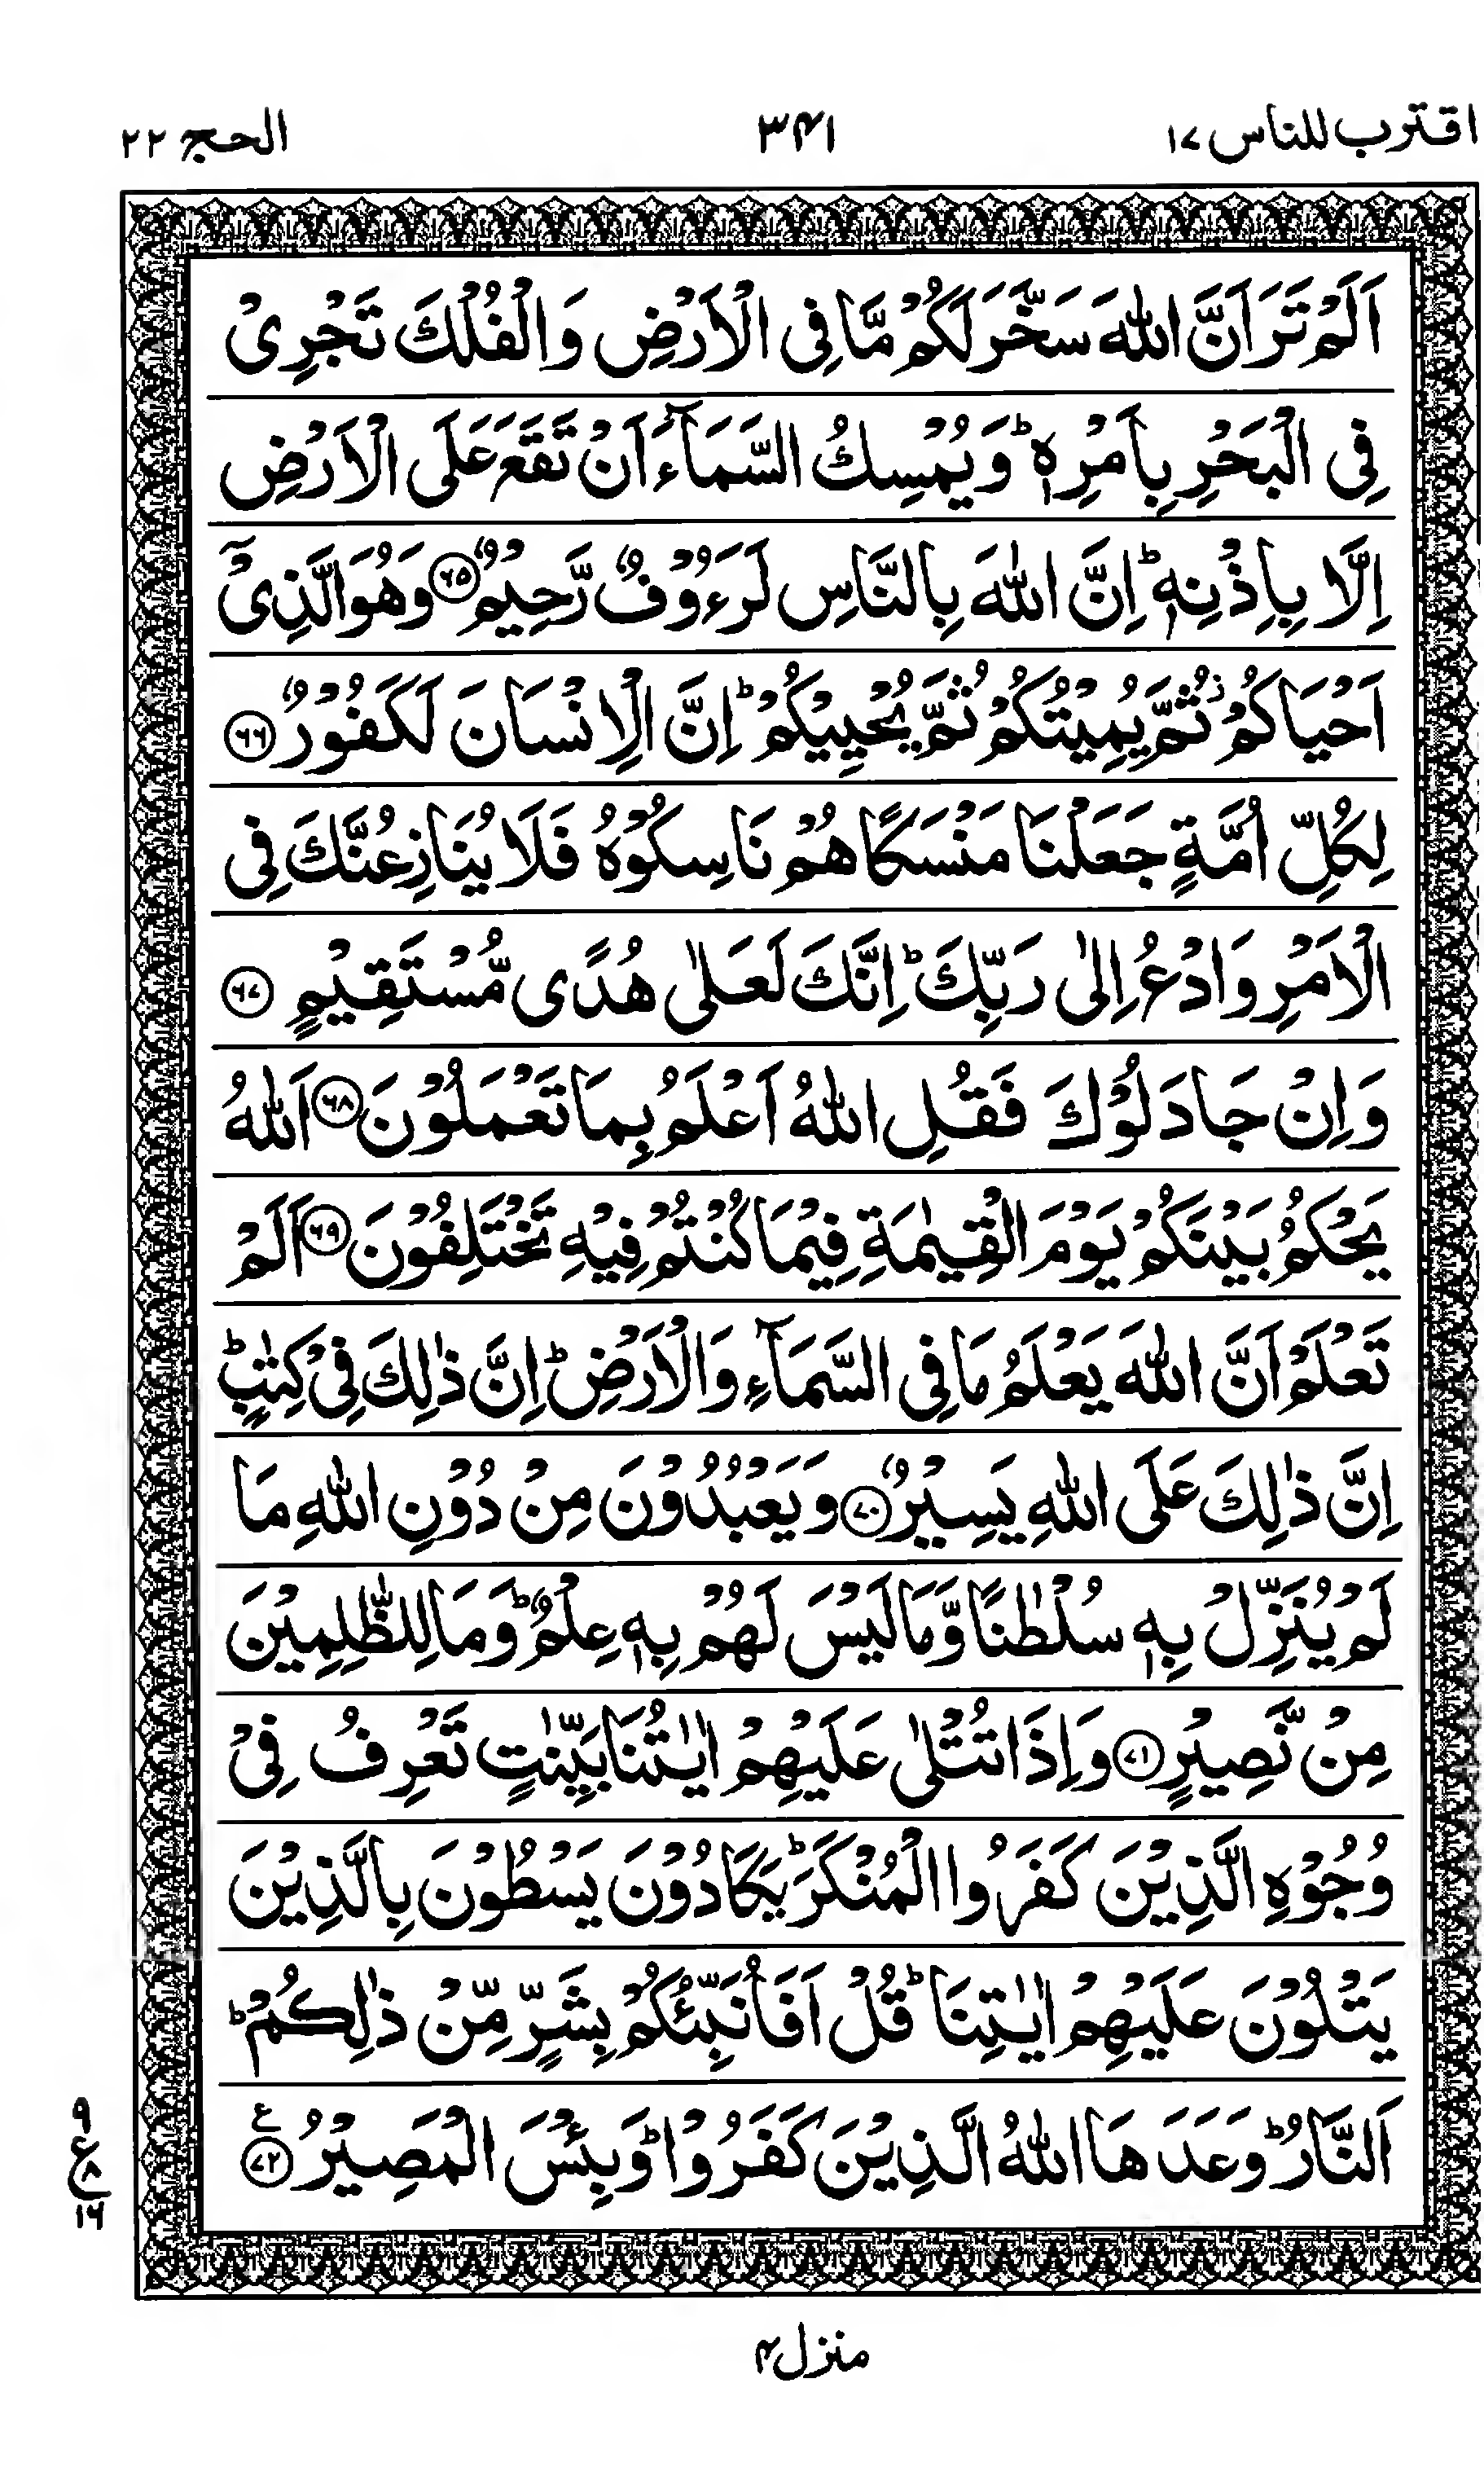 اقترب للناس ۱۷
۳۴۱
الحج ۲۲
اَلَمْ تَرَ اَنَّ اللّٰهَ سَخَّرَ لَكُمْ مَّا فِی الْاَرْضِ وَالْفُلْكَ تَجْرِیْ
فِی الْبَحْرِ بِاَمْرِهٖ ؕ وَیُمْسِكُ السَّمَآءَ اَنْ تَقَعَ عَلَی الْاَرْضِ
اِلَّا بِاِذْنِهٖ ؕ اِنَّ اللّٰهَ بِالنَّاسِ لَرَءُوْفٌ رَّحِیْمٌ ﴿۶۵﴾ وَهُوَ الَّذِیْۤ
اَحْیَاكُمْ ؗ ثُمَّ یُمِیْتُكُمْ ثُمَّ یُحْیِیْكُمْ ؕ اِنَّ الْاِنْسَانَ لَكَفُوْرٌ ﴿۶۶﴾
لِكُلِّ اُمَّةٍ جَعَلْنَا مَنْسَكًا هُمْ نَاسِكُوْهُ فَلَا یُنَازِعُنَّكَ فِی
الْاَمْرِ وَادْعُ اِلٰی رَبِّكَ ؕ اِنَّكَ لَعَلٰی هُدًی مُّسْتَقِیْمٍ ﴿۶۷﴾
وَاِنْ جَادَلُوْكَ فَقُلِ اللّٰهُ اَعْلَمُ بِمَا تَعْمَلُوْنَ ﴿۶۸﴾ اَللّٰهُ
یَحْكُمُ بَیْنَكُمْ یَوْمَ الْقِیٰمَةِ فِیْمَا كُنْتُمْ فِیْهِ تَخْتَلِفُوْنَ ﴿۶۹﴾ اَلَمْ
تَعْلَمْ اَنَّ اللّٰهَ یَعْلَمُ مَا فِی السَّمَآءِ وَالْاَرْضِ ؕ اِنَّ ذٰلِكَ فِیْ كِتٰبٍ ؕ
اِنَّ ذٰلِكَ عَلَی اللّٰهِ یَسِیْرٌ ﴿۷۰﴾ وَیَعْبُدُوْنَ مِنْ دُوْنِ اللّٰهِ مَا
لَمْ یُنَزِّلْ بِهٖ سُلْطٰنًا وَّمَا لَیْسَ لَهُمْ بِهٖ عِلْمٌ ؕ وَمَا لِلظّٰلِمِیْنَ
مِنْ نَّصِیْرٍ ﴿۷۱﴾ وَاِذَا تُتْلٰی عَلَیْهِمْ اٰیٰتُنَا بَیِّنٰتٍ تَعْرِفُ فِیْ
وُجُوْهِ الَّذِیْنَ كَفَرُوا الْمُنْكَرَ ؕ یَكَادُوْنَ یَسْطُوْنَ بِالَّذِیْنَ
یَتْلُوْنَ عَلَیْهِمْ اٰیٰتِنَا ؕ قُلْ اَفَاُنَبِّئُكُمْ بِشَرٍّ مِّنْ ذٰلِكُمْ ؕ
اَلنَّارُ ؕ وَعَدَهَا اللّٰهُ الَّذِیْنَ كَفَرُوْا ؕ وَبِئْسَ الْمَصِیْرُ ﴿۷۲﴾ ع
۹
ع ۸
۱۶
منزل ۴